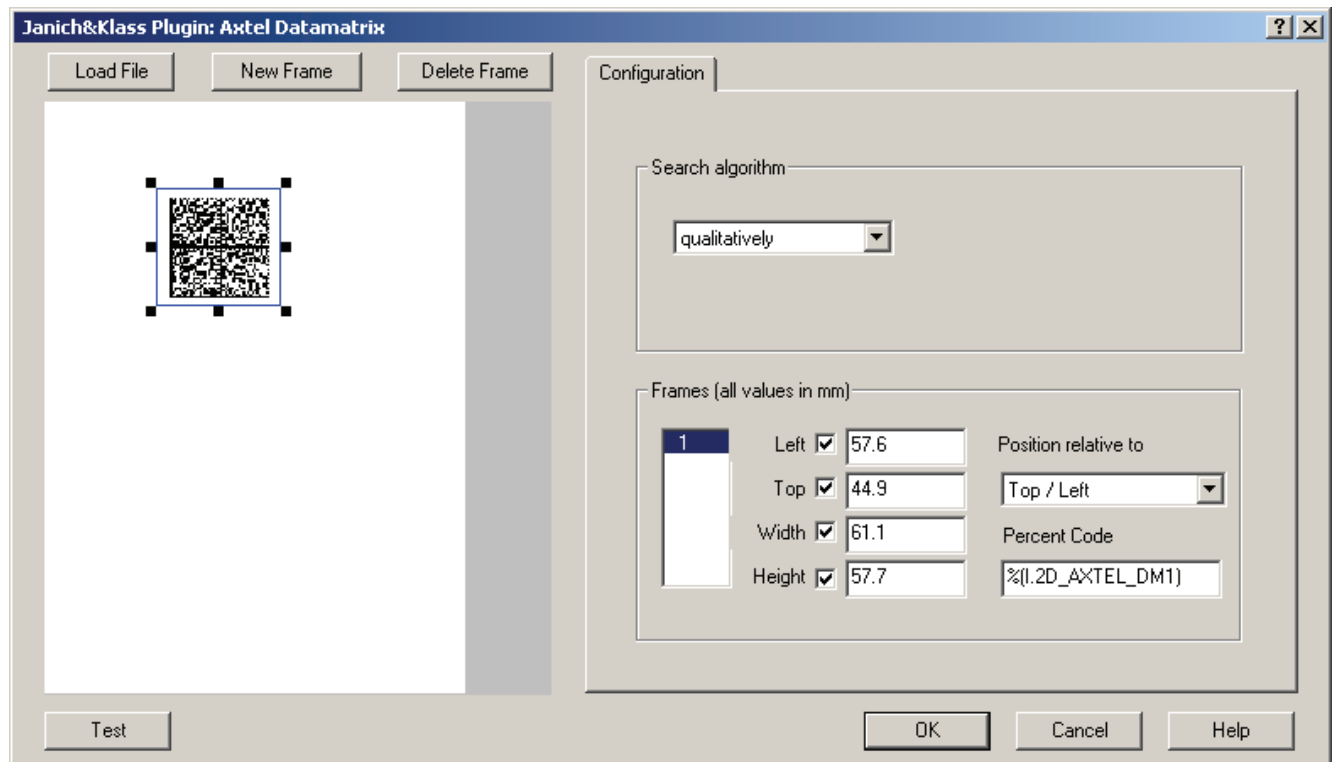 Janich&Klass Plugin: Axtel Datamatrix
Load File
New Frame
Delete Frame
Configuration
Search algorithm
qualitatively
Frames (all values in mm)
1
Left 57.6
Top 44.9
Width 61.1
Height 57.7
Position relative to
Top / Left
Percent Code
%(I.2D_AXTEL_DM1)
Test
OK
Cancel
Help